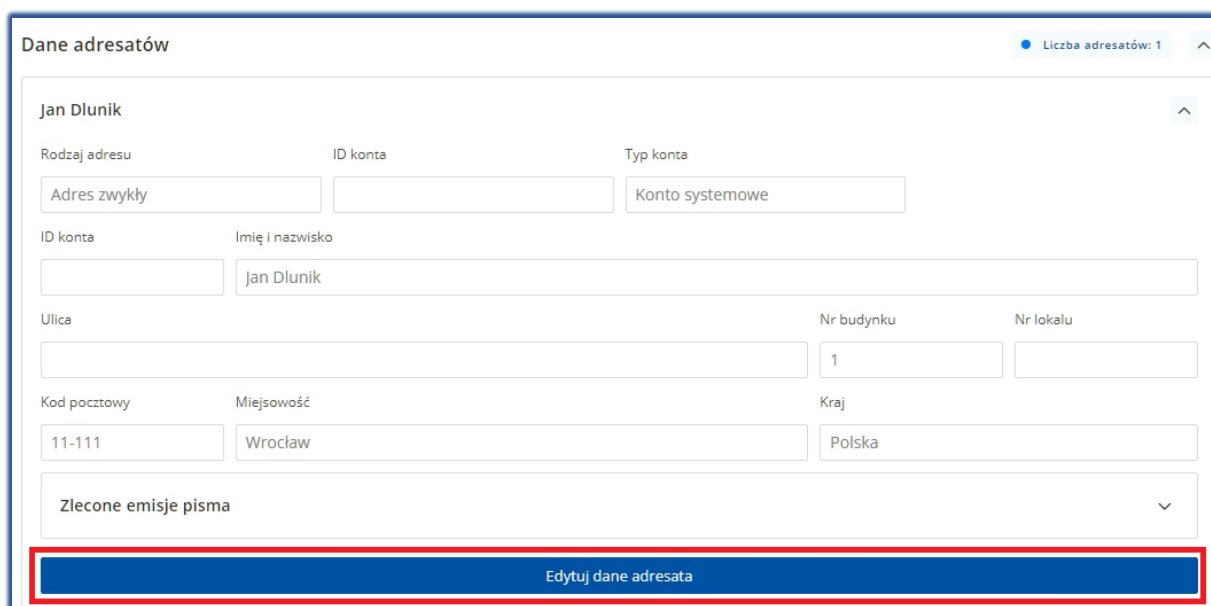 Dane adresatów
Liczba adresatów: 1
Jan Dlunik
Rodzaj adresu ID konta Typ konta
Adres zwykły Konto systemowe
ID konta Imię i nazwisko
Jan Dlunik
Ulica Nr budynku Nr lokalu
1
Kod pocztowy Miejsowość Kraj
11-111 Wrocław Polska
Zlecone emisje pisma
Edytuj dane adresata